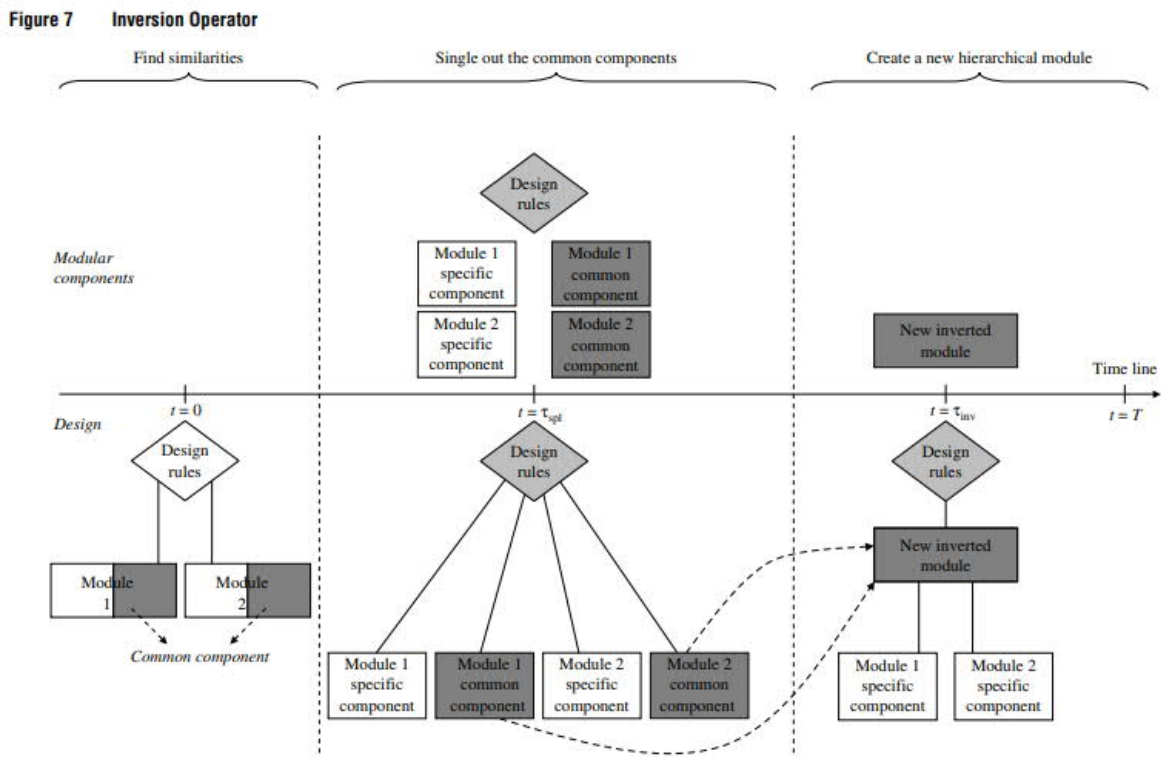 Figure 7 Inversion Operator
Find similarities
Single out the common components
Create a new hierarchical module
Design
rules
Modular
components
Module 1
specific
component
Module 1
common
component
Module 2
specific
component
Module 2
common
component
New inverted
module
Time line
t = 0
t = τspl
t = τinv
t = T
Design
Design
rules
Design
rules
Design
rules
Module
1
Module
2
Common component
New inverted
module
Module 1
specific
component
Module 1
common
component
Module 2
specific
component
Module 2
common
component
Module 1
specific
component
Module 2
specific
component